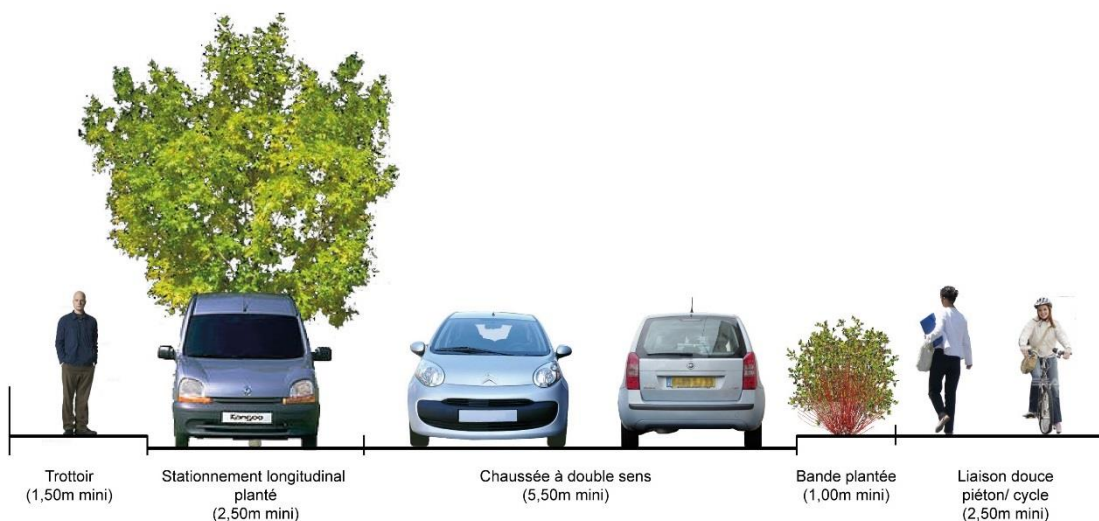 Kangoo
Trottoir
(1,50m mini)
Stationnement longitudinal
planté
(2,50m mini)
Chaussée à double sens
(5,50m mini)
Bande plantée
(1,00m mini)
Liaison douce
piéton/ cycle
(2,50m mini)